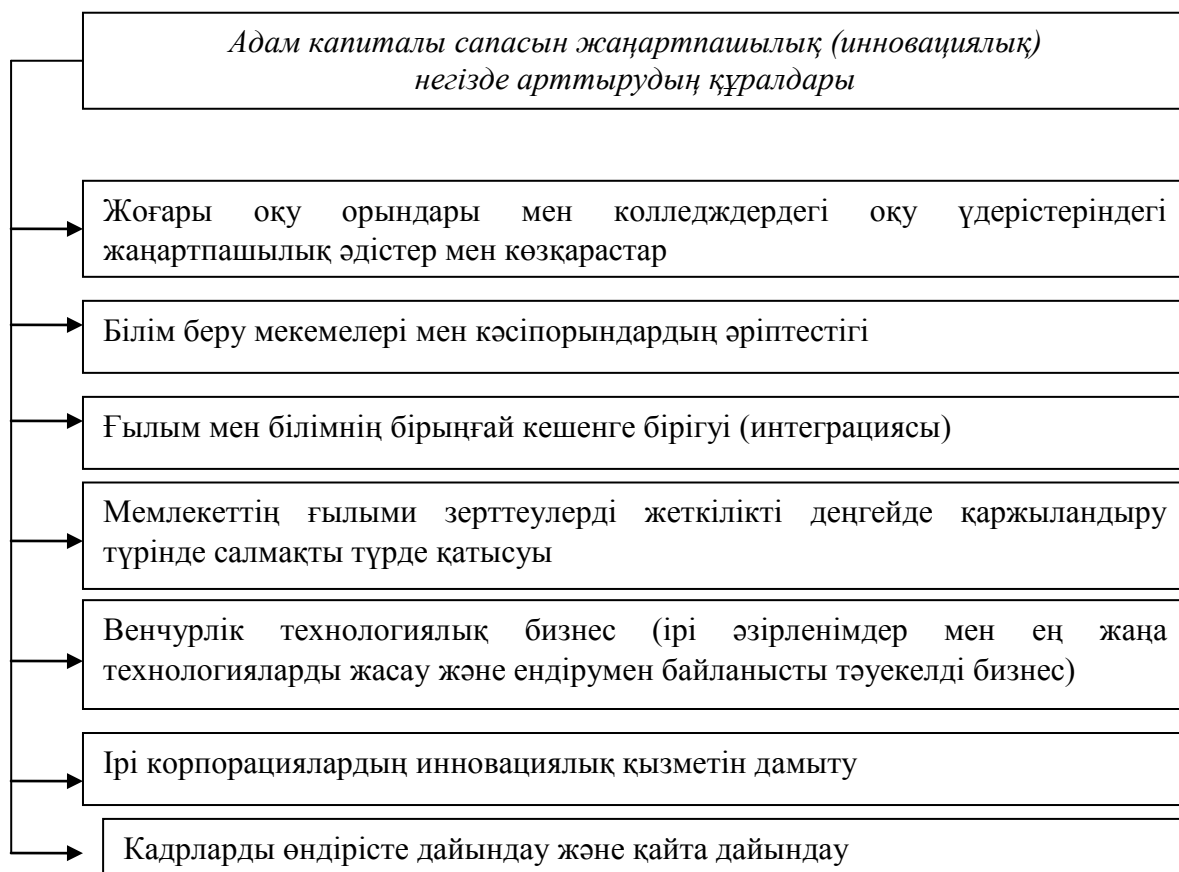 Адам капиталы сапасын жаңартпашылық (инновациялық)
негізде арттырудың құралдары
Жоғары оқу орындары мен колледждердегі оқу үдерістеріндегі
жаңартпашылық әдістер мен көзқарастар
Білім беру мекемелері мен кәсіпорындардың әріптестігі
Ғылым мен білімнің бірыңғай кешенге бірігуі (интеграциясы)
Мемлекеттің ғылыми зерттеулерді жеткілікті деңгейде қаржыландыру
түрінде салмақты түрде қатысуы
Венчурлік технологиялық бизнес (ірі әзірленімдер мен ең жаңа
технологияларды жасау және ендірумен байланысты тәуекелді бизнес)
Ірі корпорациялардың инновациялық қызметін дамыту
Кадрларды өндірісте дайындау және қайта дайындау